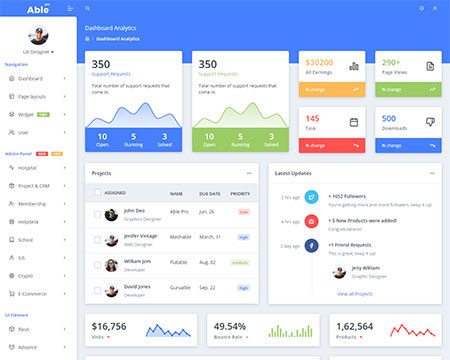 Able pro
UX Designer
Navigation
Dashboard
Page layouts
Widget
User
Admin Panel
Hospital
Project & CRM
Membership
Helpdesk
School
SIS
Crypto
E-Commerce
UI Element
Basic
Advance
Dashboard Analytics
Dashboard Analytics
350
Support Requests
Total number of support requests that
come in.
10 5 3
Open Running Solved
350
Support Requests
Total number of support requests that
come in.
10 5 3
Open Running Solved
$30200
All Earnings
% change
290+
Page Views
% change
145
Task
% change
500
Downloads
% change
Projects
ASSIGNED NAME DUE DATE PRIORITY
John Deo Able Pro Jun, 26 Low
Graphic Designer
Jenifer Vintage Mashable March, 31 high
Web Designer
William Jem Flatable Aug, 02 medium
Developer
David Jones Guruable Sep, 22 high
Developer
Latest Updates
2 hrs ago + 1652 Followers
You're getting more and more followers, keep it up!
4 hrs ago + 5 New Products were added!
Congratulations!
2 day ago +1 Friend Requests
This is great, keep it up!
Jeny William
Graphic Designer
View all Projects
$16,756
Visits
49.54%
Bounce Rate
1,62,564
Products